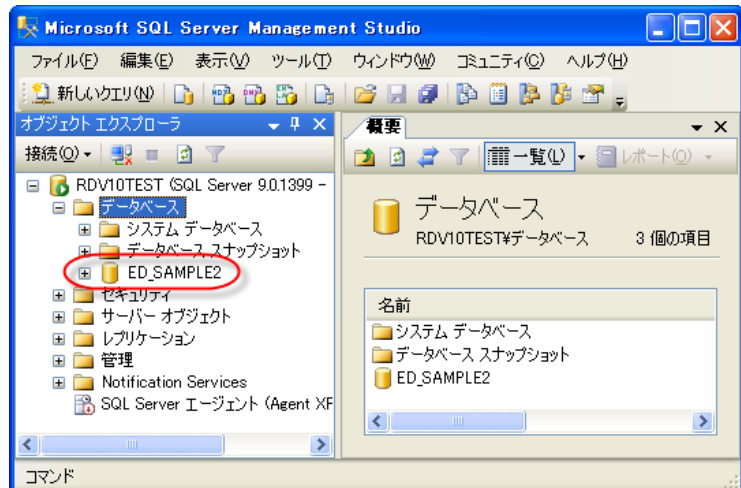 Microsoft SQL Server Management Studio
ファイル(F) 編集(E) 表示(V) ツール(T) ウィンドウ(W) コミュニティ(C) ヘルプ(H)
新しいクエリ(N)
オブジェクト エクスプローラ
接続(O)
RDV10TEST (SQL Server 9.0.1399 -
データベース
システム データベース
データベース スナップショット
ED_SAMPLE2
セキュリティ
サーバー オブジェクト
レプリケーション
管理
Notification Services
SQL Server エージェント (Agent XF
概要
一覧(L) レポート(O)
データベース
RDV10TEST¥データベース 3 個の項目
名前
システム データベース
データベース スナップショット
ED_SAMPLE2
コマンド